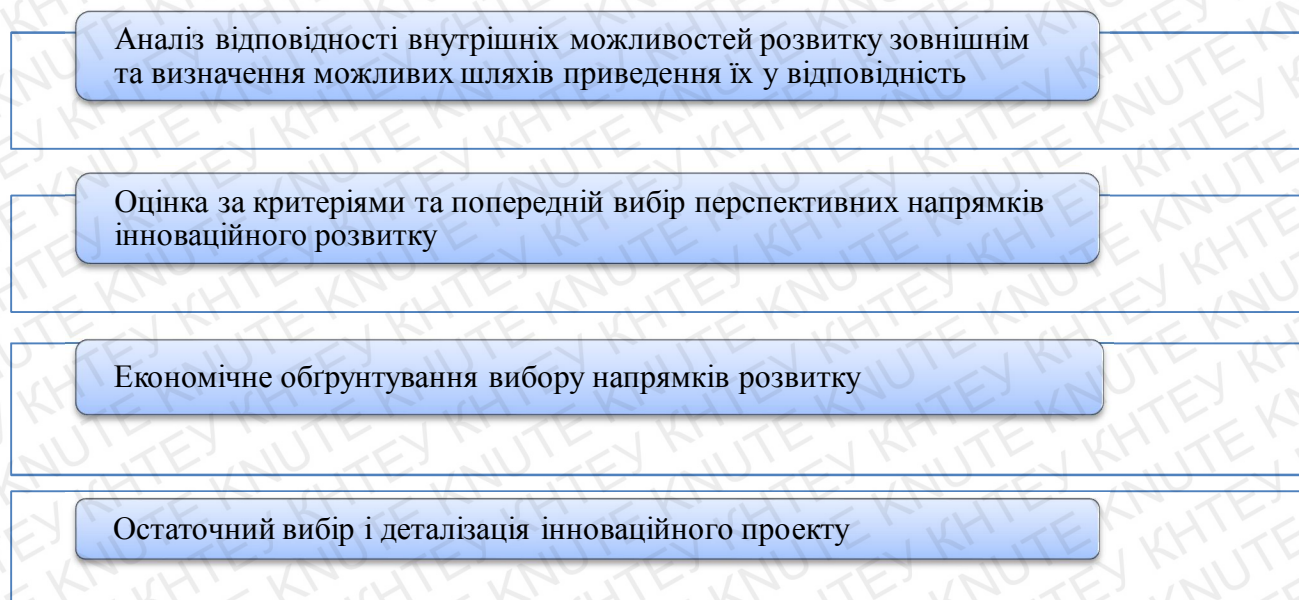 Аналіз відповідності внутрішніх можливостей розвитку зовнішнім
та визначення можливих шляхів приведення їх у відповідність
Оцінка за критеріями та попередній вибір перспективних напрямків
інноваційного розвитку
Економічне обґрунтування вибору напрямків розвитку
Остаточний вибір і деталізація інноваційного проекту